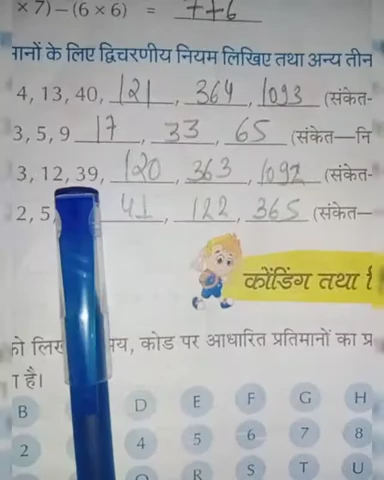 × 7) – (6 × 6) = 7+6
मानों के लिए द्विचरणीय नियम लिखिए तथा अन्य तीन
4, 13, 40, 121, 364, 1093 (संकेत-
3, 5, 9 17, 33, 65 (संकेत—नि
3, 12, 39, 120, 363, 1092 (संकेत-
2, 5, 41, 122, 365 (संकेत—
कोंडिंग तथा
कोड पर आधारित प्रतिमानों का प्र
है।
B D E F G H
2 4 5 6 7 8
R S T U